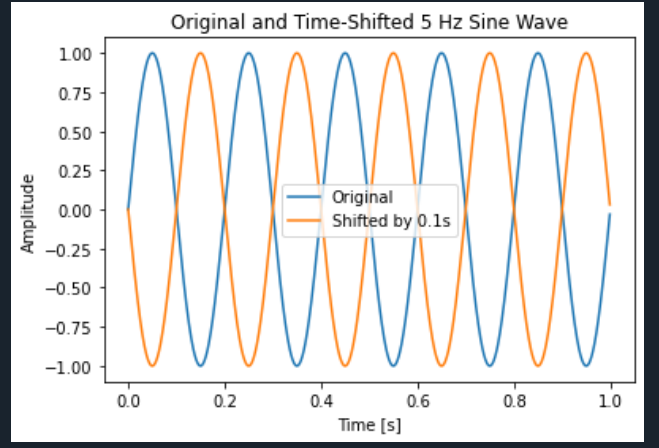 Original and Time-Shifted 5 Hz Sine Wave
1.00
0.75
0.50
0.25
0.00
−0.25
−0.50
−0.75
−1.00
Amplitude
Original
Shifted by 0.1s
0.0 0.2 0.4 0.6 0.8 1.0
Time [s]